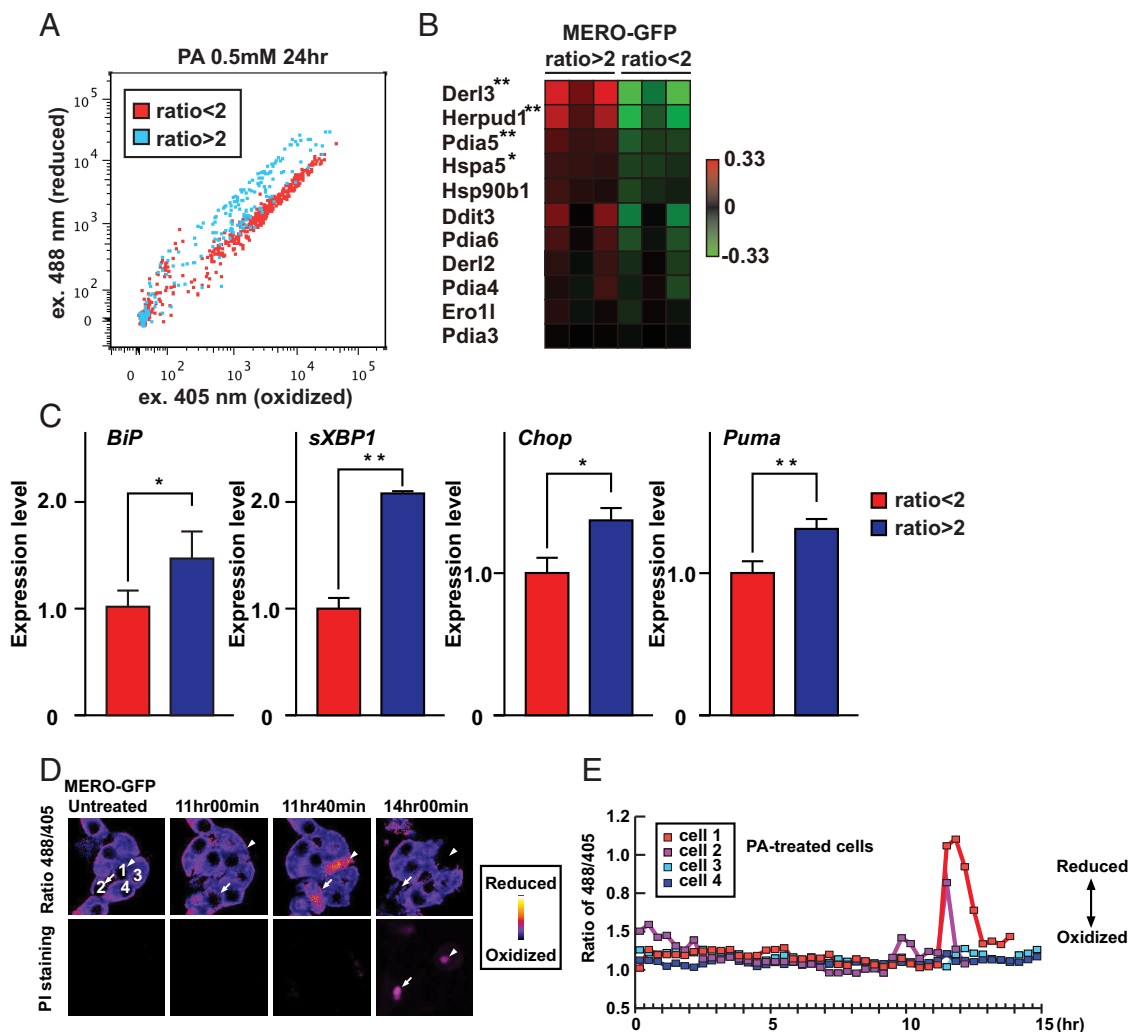 A
PA 0.5mM 24hr
ratio<2
ratio>2
ex. 488 nm (reduced)
10^5
10^4
10^3
10^2
0
0 10^2 10^3 10^4 10^5
ex. 405 nm (oxidized)
B
MERO-GFP
ratio>2 ratio<2
Derl3**
Herpud1**
Pdia5**
Hspa5*
Hsp90b1
Ddit3
Pdia6
Derl2
Pdia4
Ero1l
Pdia3
0.33
0
-0.33
C
BiP
*
Expression level
2.0
1.0
0
sXBP1
**
Expression level
2.0
1.0
0
Chop
*
Expression level
1.0
0
Puma
**
Expression level
1.0
0
ratio<2
ratio>2
D
MERO-GFP
Untreated 11hr00min 11hr40min 14hr00min
Ratio 488/405
1
2
3
4
PI staining
Reduced
Oxidized
E
Ratio of 488/405
1.2
1.2
0.8
1.5
1.0
0.5
cell 1
cell 2
cell 3
cell 4
PA-treated cells
Reduced
Oxidized
0 5 10 15 (hr)